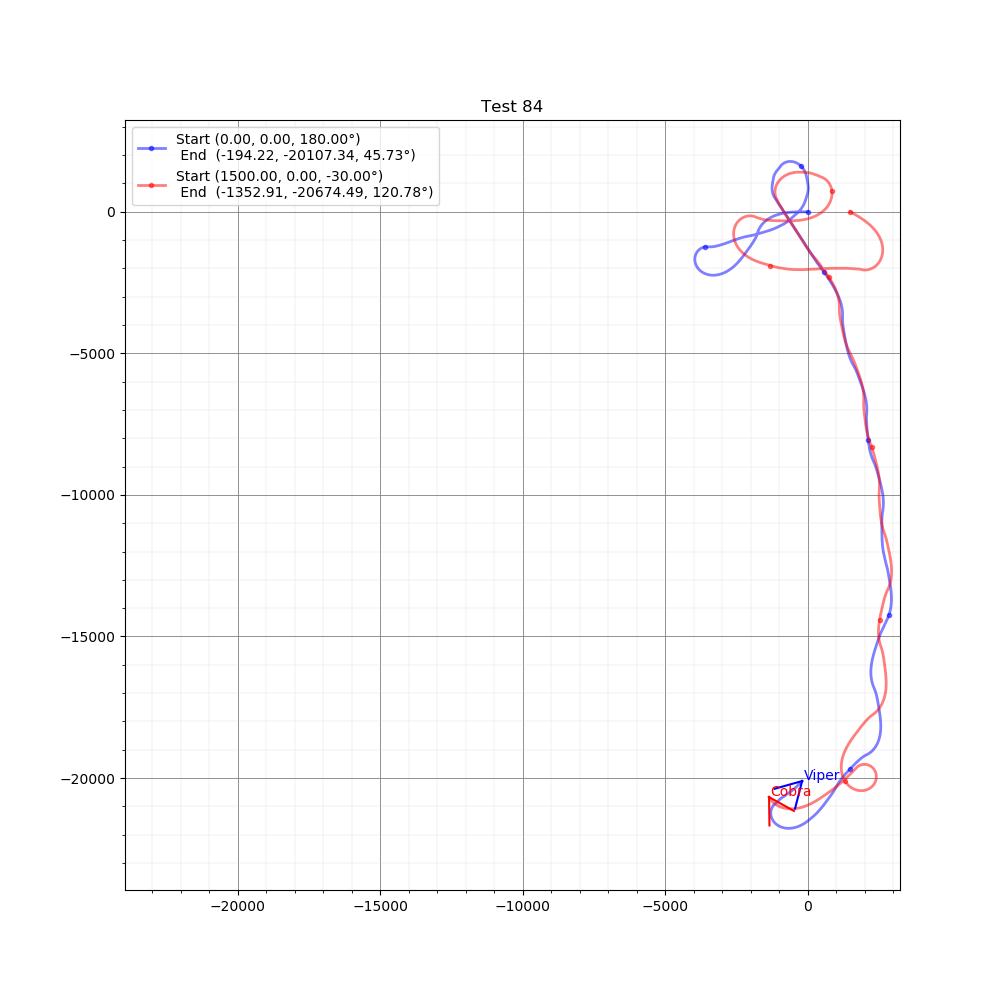 Test 84
Start (0.00, 0.00, 180.00°)
End  (-194.22, -20107.34, 45.73°)
Start (1500.00, 0.00, -30.00°)
End  (-1352.91, -20674.49, 120.78°)
0
−5000
−10000
−15000
−20000
Viper
Cobra
−20000
−15000
−10000
−5000
0